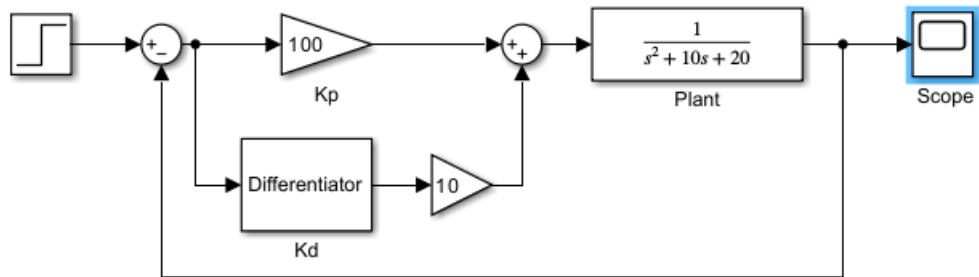 +
−
100
Kp
+
+
1
s² + 10s + 20
Plant
Scope
Differentiator
Kd
10